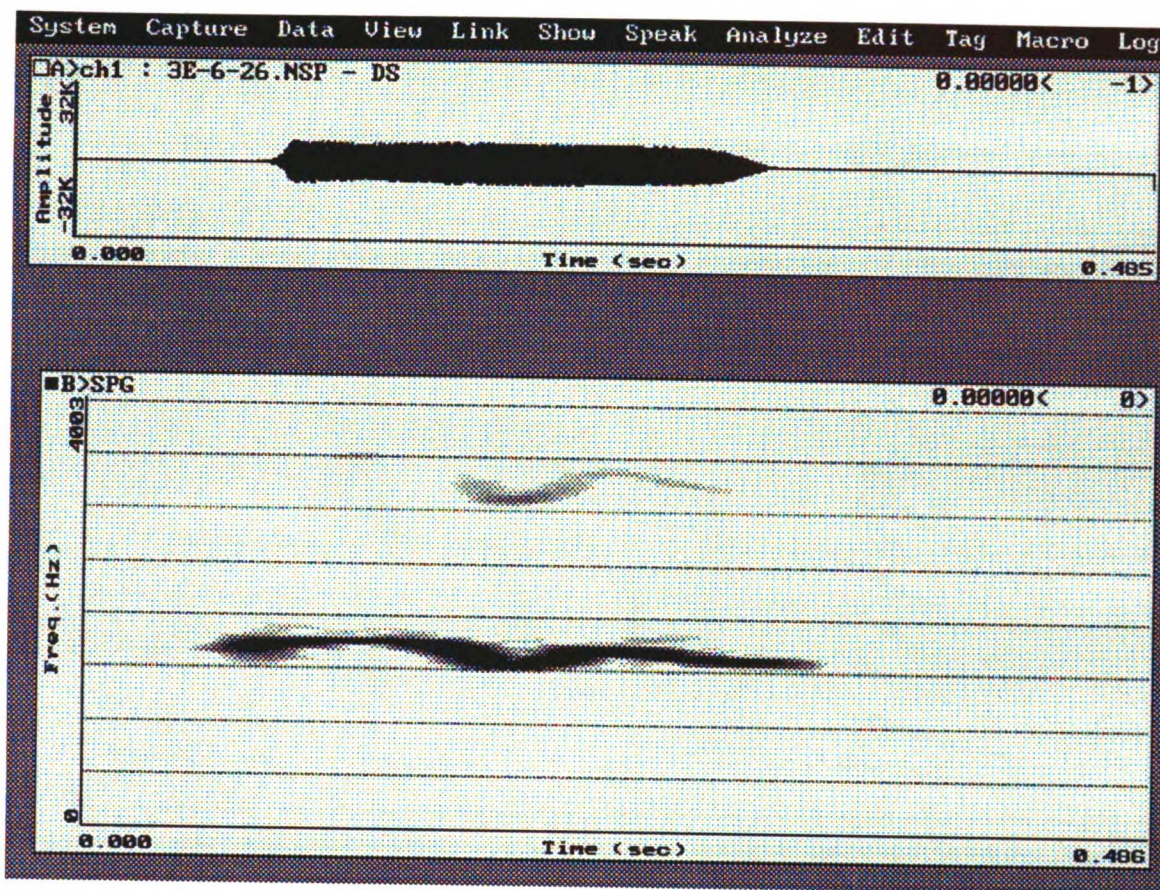 System Capture Data View Link Show Speak Analyze Edit Tag Macro Log
□A>ch1 : 3E-6-26.NSP - DS 0.00000< -1>
Amplitude
-32K 32K
0.000 Time (sec) 0.485
■B>SPG 0.00000< 0>
4003
Freq.(Hz)
0
0.000 Time (sec) 0.486